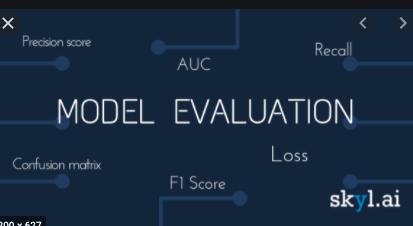 Precision score
AUC
Recall
MODEL EVALUATION
Loss
Confusion matrix
F1 Score
skyl.ai